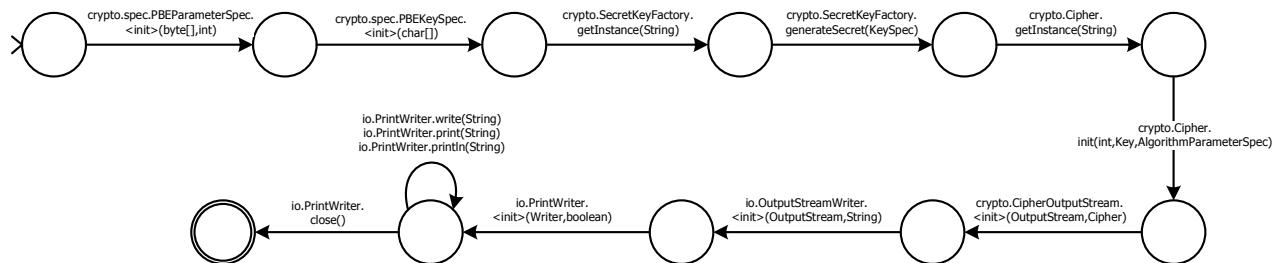 crypto.spec.PBEParameterSpec.
<init>(byte[],int)
crypto.spec.PBEKeySpec.
<init>(char[])
crypto.SecretKeyFactory.
getInstance(String)
crypto.SecretKeyFactory.
generateSecret(KeySpec)
crypto.Cipher.
getInstance(String)
crypto.Cipher.
init(int,Key,AlgorithmParameterSpec)
io.PrintWriter.write(String)
io.PrintWriter.print(String)
io.PrintWriter.println(String)
io.PrintWriter.
close()
io.PrintWriter.
<init>(Writer,boolean)
io.OutputStreamWriter.
<init>(OutputStream,String)
crypto.CipherOutputStream.
<init>(OutputStream,Cipher)